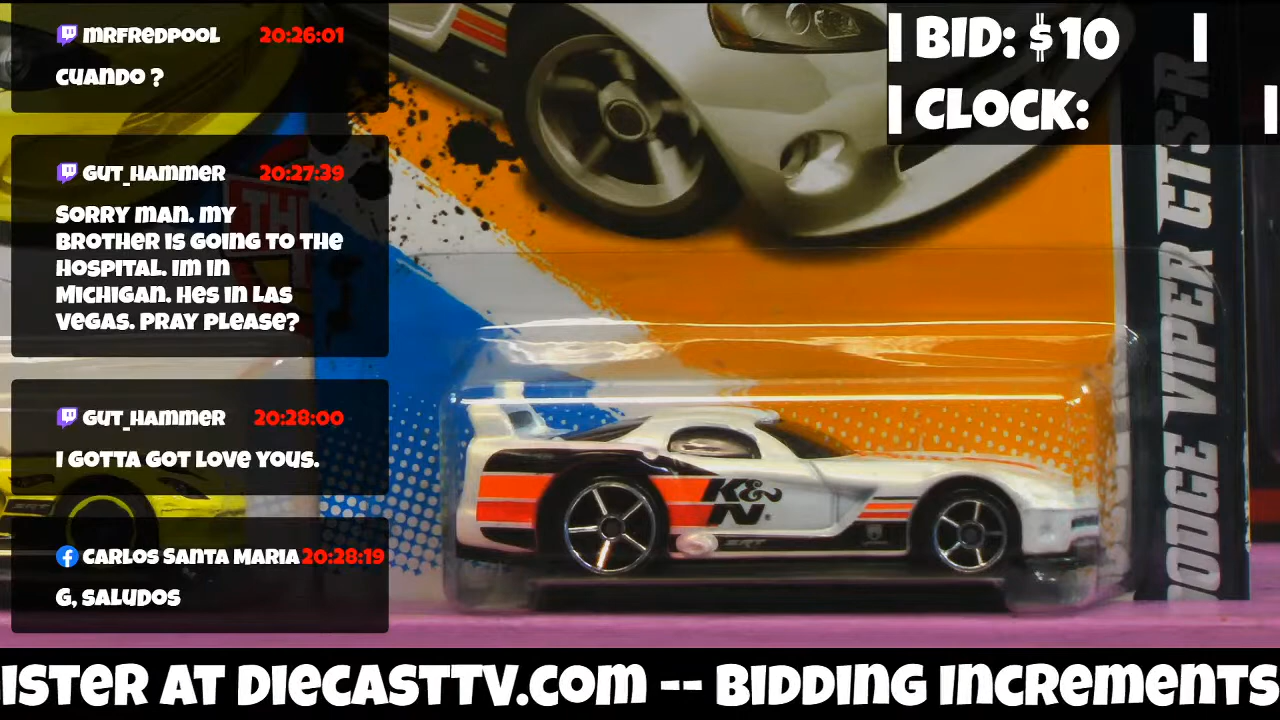 mrfredpool 20:26:01
cuando ?
Gut_Hammer 20:27:39
Sorry man. my
brother is going to the
hospital. Im in
Michigan. Hes in Las
Vegas. Pray please?
Gut_Hammer 20:28:00
I gotta got love yous.
Carlos Santa Maria 20:28:19
G, saludos
| BID: $10 |
| CLOCK: |
DODGE VIPER GTS-R
K&N
SRT
ister at diecasttv.com -- Bidding Increments